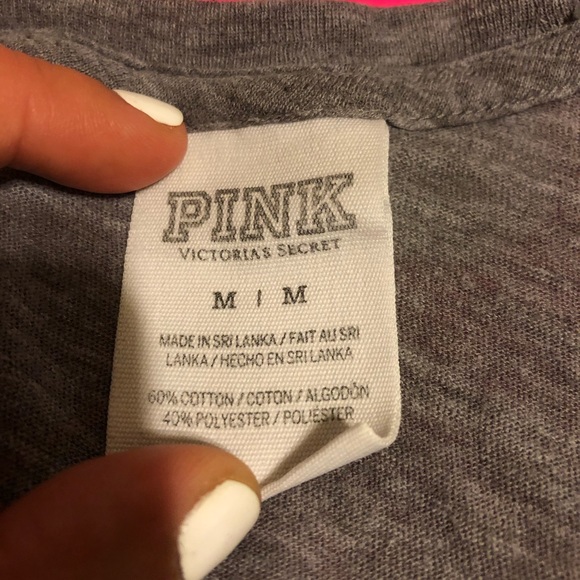 PINK
VICTORIA'S SECRET
M | M
MADE IN SRI LANKA / FAIT AU SRI
LANKA / HECHO EN SRI LANKA
60% COTTON / COTON / ALGODÓN
40% POLYESTER / POLIESTER